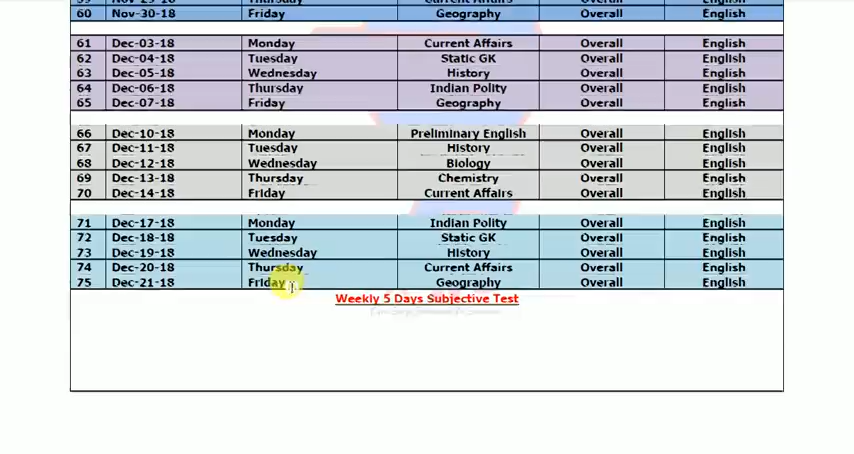 60 Nov-30-18 Friday Geography Overall English
61 Dec-03-18 Monday Current Affairs Overall English
62 Dec-04-18 Tuesday Static GK Overall English
63 Dec-05-18 Wednesday History Overall English
64 Dec-06-18 Thursday Indian Polity Overall English
65 Dec-07-18 Friday Geography Overall English
66 Dec-10-18 Monday Preliminary English Overall English
67 Dec-11-18 Tuesday History Overall English
68 Dec-12-18 Wednesday Biology Overall English
69 Dec-13-18 Thursday Chemistry Overall English
70 Dec-14-18 Friday Current Affairs Overall English
71 Dec-17-18 Monday Indian Polity Overall English
72 Dec-18-18 Tuesday Static GK Overall English
73 Dec-19-18 Wednesday History Overall English
74 Dec-20-18 Thursday Current Affairs Overall English
75 Dec-21-18 Friday Geography Overall English
Weekly 5 Days Subjective Test